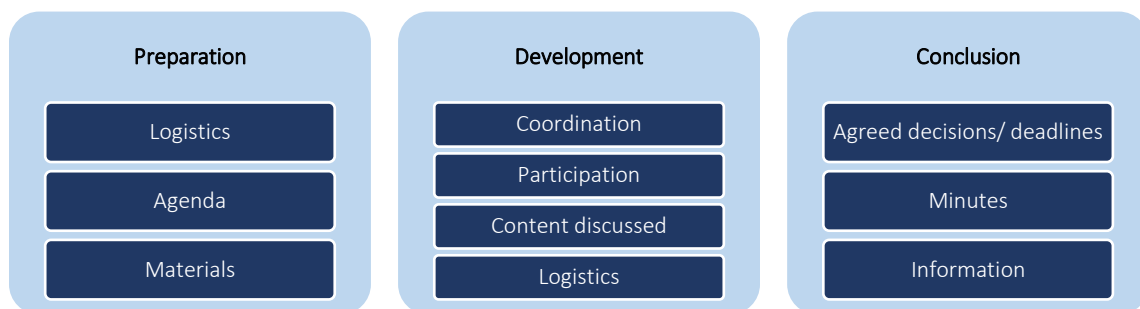 Preparation
Logistics
Agenda
Materials
Development
Coordination
Participation
Content discussed
Logistics
Conclusion
Agreed decisions/ deadlines
Minutes
Information